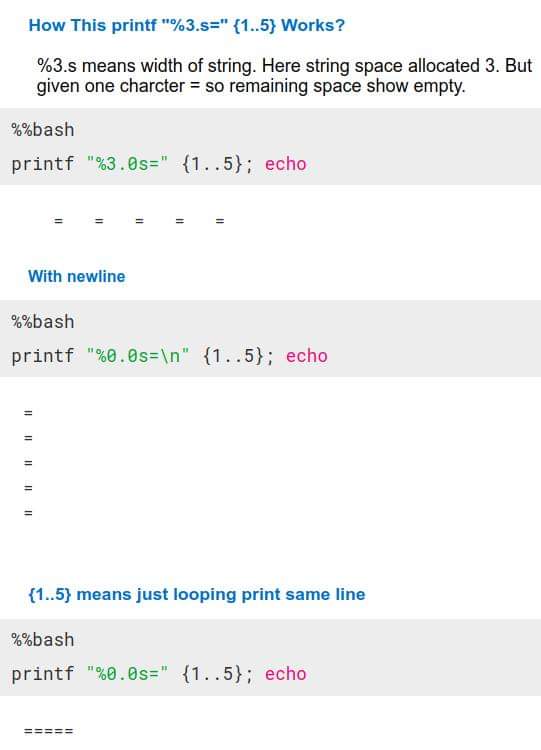 How This printf "%3.s=" {1..5} Works?
%3.s means width of string. Here string space allocated 3. But
given one charcter = so remaining space show empty.
%%bash
printf "%3.0s=" {1..5}; echo
=   =   =   =   =
With newline
%%bash
printf "%0.0s=\n" {1..5}; echo
=
=
=
=
=
{1..5} means just looping print same line
%%bash
printf "%0.0s=" {1..5}; echo
=====